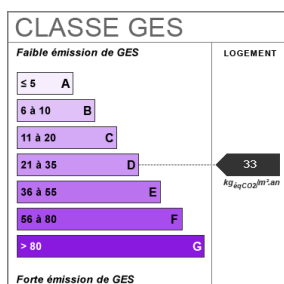 CLASSE GES
Faible émission de GES
LOGEMENT
≤ 5 A
6 à 10 B
11 à 20 C
21 à 35 D
33
kgéqCO2/m².an
36 à 55 E
56 à 80 F
> 80 G
Forte émission de GES